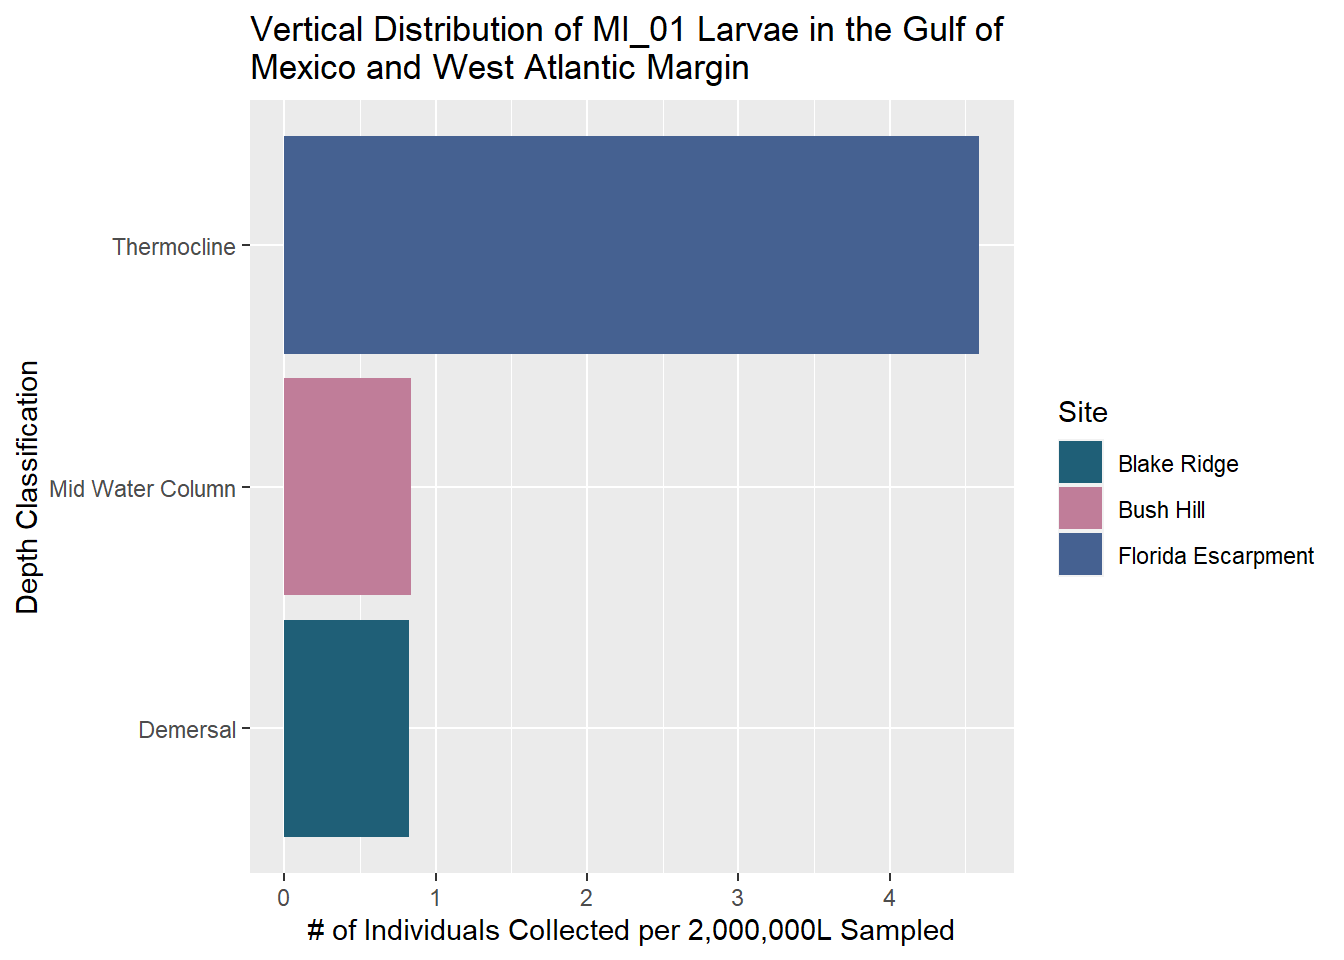 Vertical Distribution of MI_01 Larvae in the Gulf of
Mexico and West Atlantic Margin
Depth Classification
Thermocline
Mid Water Column
Demersal
0 1 2 3 4
# of Individuals Collected per 2,000,000L Sampled
Site
Blake Ridge
Bush Hill
Florida Escarpment